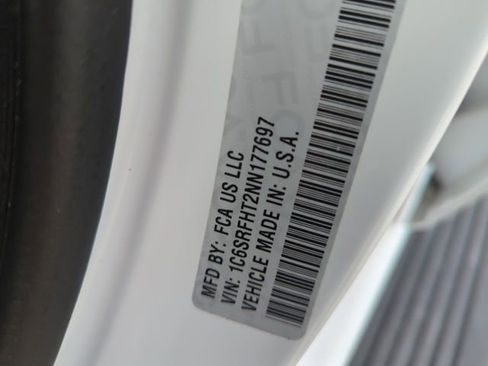 MFD BY: FCA US LLC
VIN: 1C6SRFHT2NN177697
VEHICLE MADE IN: U.S.A.